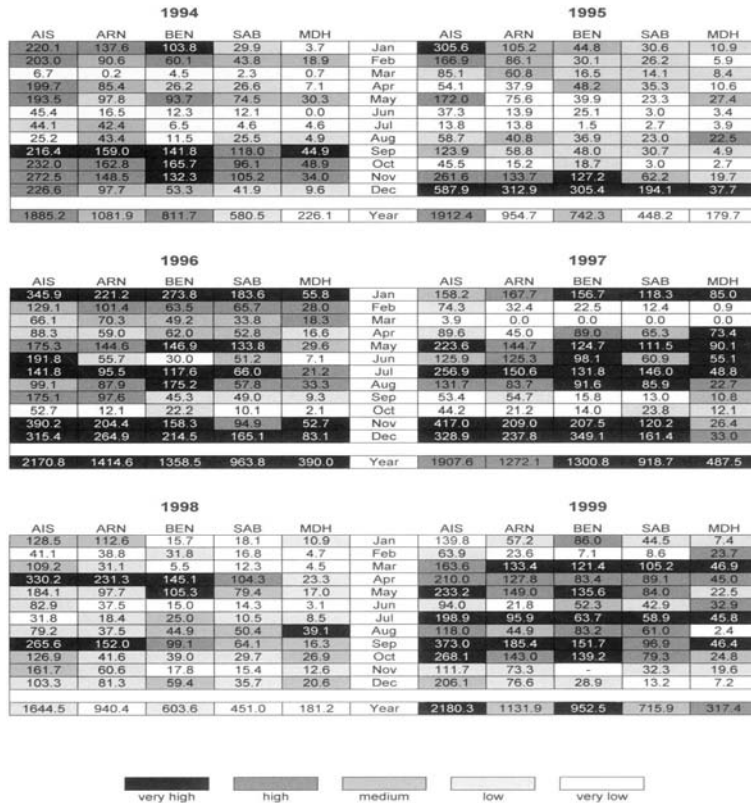 1994 1995
AIS ARN BEN SAB MDH AIS ARN BEN SAB MDH
220.1 137.6 103.8 29.9 3.7 Jan 305.6 105.2 44.8 30.6 10.9
203.0 90.6 60.1 43.8 18.9 Feb 166.9 86.1 30.1 26.2 5.9
6.7 0.2 4.5 2.3 0.7 Mar 85.1 60.8 16.5 14.1 8.4
199.7 85.4 26.2 26.6 7.1 Apr 54.1 37.9 48.2 35.3 10.6
193.5 97.8 93.7 74.5 30.3 May 172.0 75.6 39.9 23.3 27.4
45.4 16.5 12.3 12.1 0.0 Jun 37.3 13.9 25.1 3.0 3.4
44.1 42.4 6.5 4.6 4.6 Jul 13.8 13.8 1.5 2.7 3.9
25.2 43.4 11.5 25.5 4.9 Aug 58.7 40.8 36.9 23.0 22.5
216.4 159.0 141.8 118.0 44.9 Sep 123.9 58.8 48.0 30.7 4.9
232.0 162.8 165.7 96.1 48.9 Oct 45.5 15.2 18.7 3.0 2.7
272.5 148.5 132.3 105.2 34.0 Nov 261.6 133.7 127.2 62.2 19.7
226.6 97.7 53.3 41.9 9.6 Dec 587.9 312.9 305.4 194.1 37.7
1885.2 1081.9 811.7 580.5 226.1 Year 1912.4 954.7 742.3 448.2 179.7
1996 1997
AIS ARN BEN SAB MDH AIS ARN BEN SAB MDH
345.9 221.2 273.8 183.6 55.8 Jan 158.2 167.7 156.7 118.3 85.0
129.1 101.4 63.5 65.7 28.0 Feb 74.3 32.4 22.5 12.4 0.9
66.1 70.3 49.2 33.8 18.3 Mar 3.9 0.0 0.0 0.0 0.0
88.3 59.0 62.0 52.8 16.6 Apr 89.6 45.0 89.0 65.3 73.4
175.3 144.6 146.9 133.8 29.6 May 223.6 144.7 124.7 111.5 90.1
191.8 55.7 30.0 51.2 7.1 Jun 125.9 125.3 98.1 60.9 55.1
141.8 95.5 117.6 66.0 21.2 Jul 256.9 150.6 131.8 146.0 48.8
99.1 87.9 175.2 57.8 33.3 Aug 131.7 83.7 91.6 85.9 22.7
175.1 97.6 45.3 49.0 9.3 Sep 53.4 54.7 15.8 13.0 10.8
52.7 12.1 22.2 10.1 2.1 Oct 44.2 21.2 14.0 23.8 12.1
390.2 204.4 158.3 94.9 52.7 Nov 417.0 209.0 207.5 120.2 26.4
315.4 264.9 214.5 165.1 83.1 Dec 328.9 237.8 349.1 161.4 33.0
2170.8 1414.6 1358.5 963.8 390.0 Year 1907.6 1272.1 1300.8 918.7 487.5
1998 1999
AIS ARN BEN SAB MDH AIS ARN BEN SAB MDH
128.5 112.6 15.7 18.1 10.9 Jan 139.8 57.2 86.0 44.5 7.4
41.1 38.8 31.8 16.8 4.7 Feb 63.9 23.6 7.1 8.6 23.7
109.2 31.1 5.5 12.3 4.5 Mar 163.6 133.4 121.4 105.2 46.9
330.2 231.3 145.1 104.3 23.3 Apr 210.0 127.8 83.4 89.1 45.0
184.1 97.7 105.3 79.4 17.0 May 233.2 149.0 135.6 84.0 22.5
82.9 37.5 15.0 14.3 3.1 Jun 94.0 21.8 52.3 42.9 32.9
31.8 18.4 25.0 10.5 8.5 Jul 198.9 95.9 63.7 58.9 45.8
79.2 37.5 44.9 50.4 39.1 Aug 118.0 44.9 83.2 61.0 2.4
265.6 152.0 99.1 64.1 16.3 Sep 373.0 185.4 151.7 96.9 46.4
126.9 41.6 39.0 29.7 26.9 Oct 268.1 143.0 139.2 79.3 24.8
161.7 60.6 17.8 15.4 12.6 Nov 111.7 73.3 - 32.3 19.6
103.3 81.3 59.4 35.7 20.6 Dec 206.1 76.6 28.9 13.2 7.2
1644.5 940.4 603.6 451.0 181.2 Year 2180.3 1131.9 952.5 715.9 317.4
very high high medium low very low